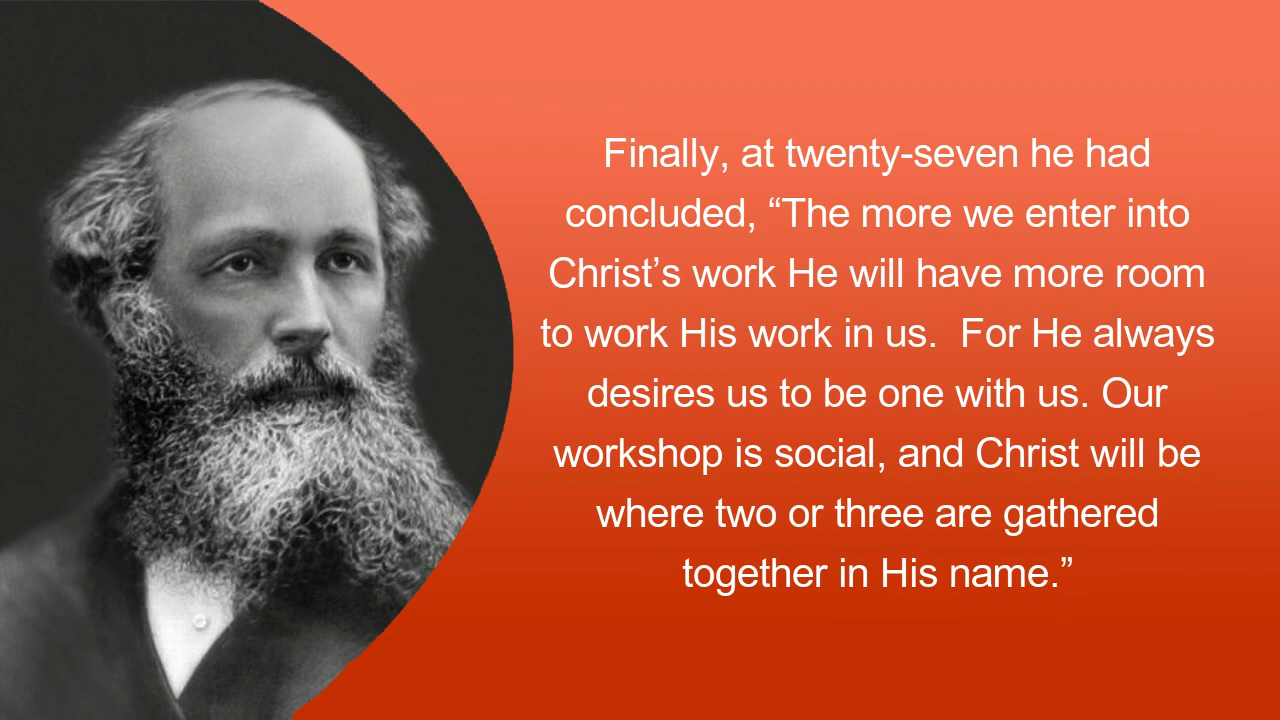 Finally, at twenty-seven he had
concluded, “The more we enter into
Christ’s work He will have more room
to work His work in us.  For He always
desires us to be one with us. Our
workshop is social, and Christ will be
where two or three are gathered
together in His name.”